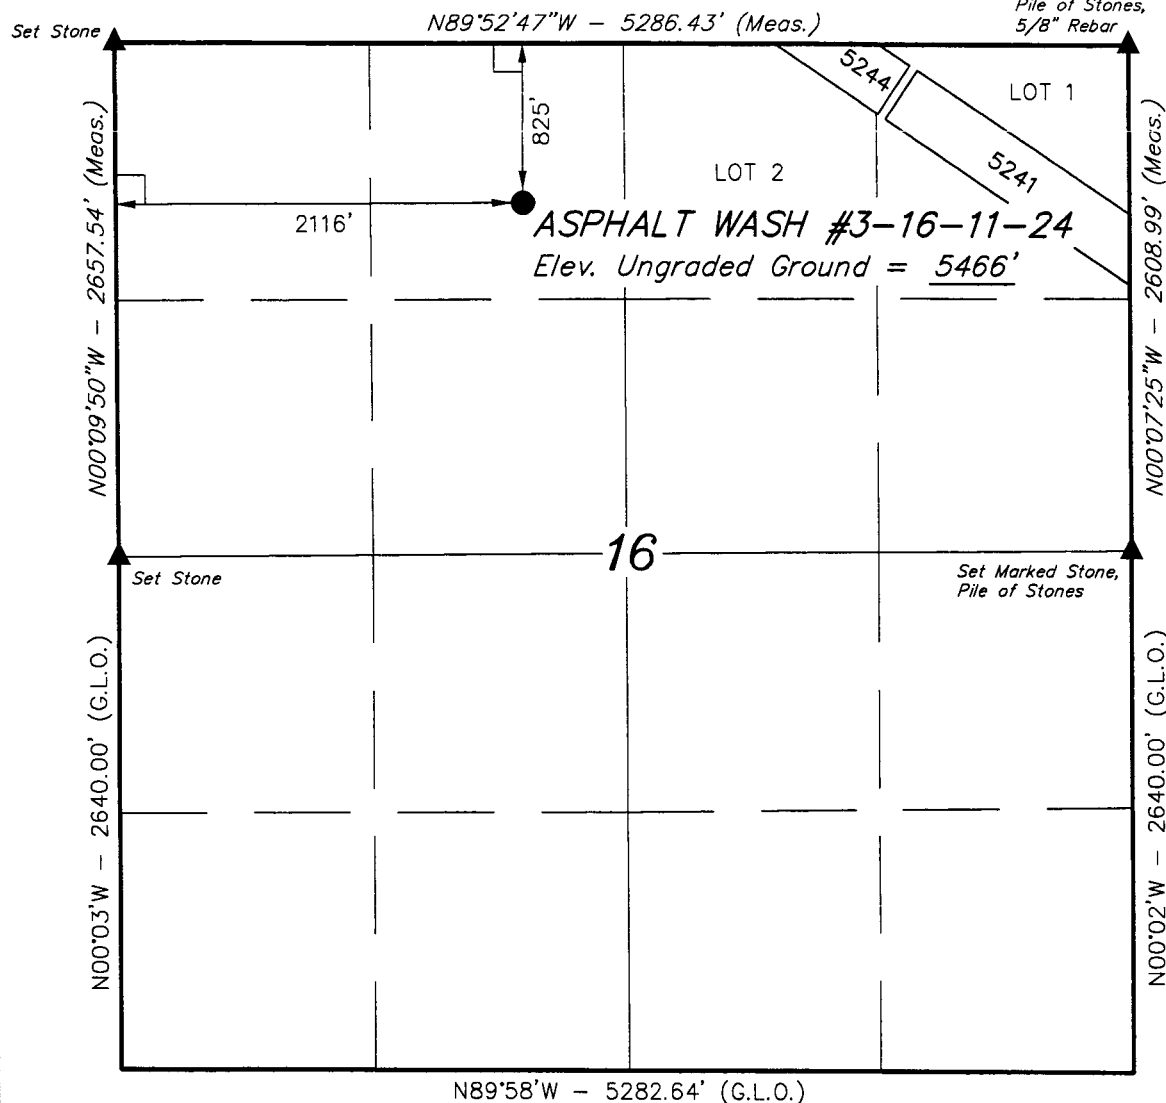 Pile of Stones,
5/8" Rebar
Set Stone
N89°52'47"W - 5286.43' (Meas.)
5244
LOT 1
825'
5241
LOT 2
2116'
ASPHALT WASH #3-16-11-24
Elev. Ungraded Ground = 5466'
N00°09'50"W - 2657.54' (Meas.)
N00°07'25"W - 2608.99' (Meas.)
16
Set Stone
Set Marked Stone,
Pile of Stones
N00°03'W - 2640.00' (G.L.O.)
N00°02'W - 2640.00' (G.L.O.)
N89°58'W - 5282.64' (G.L.O.)